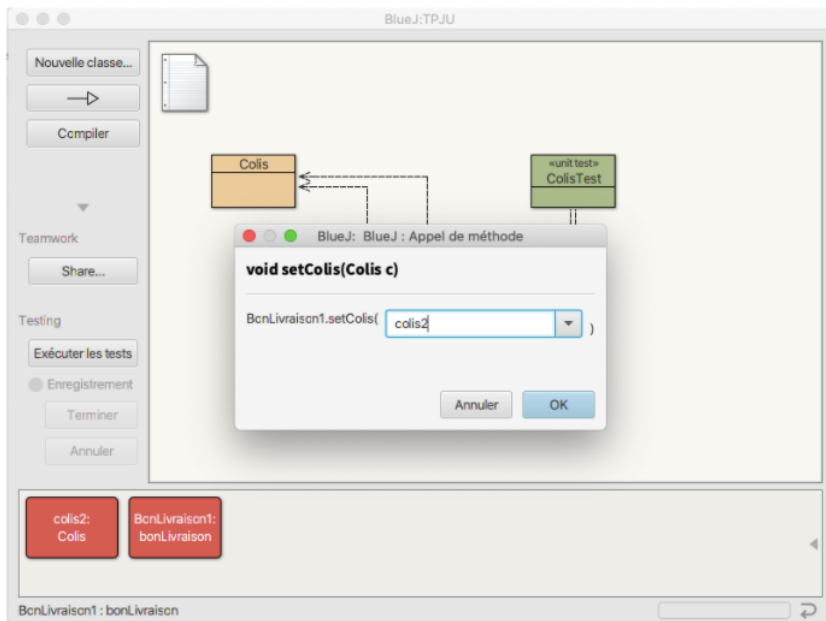 BlueJ:TPJU
Nouvelle classe...
Compiler
Colis
«unit test»
ColisTest
Teamwork
Share...
BlueJ: BlueJ : Appel de méthode
void setColis(Colis c)
BonLivraison1.setColis(
colis2
)
Annuler
OK
Testing
Exécuter les tests
Enregistrement
Terminer
Annuler
colis2:
Colis
BonLivraison1:
bonLivraison
BonLivraison1 : bonLivraison